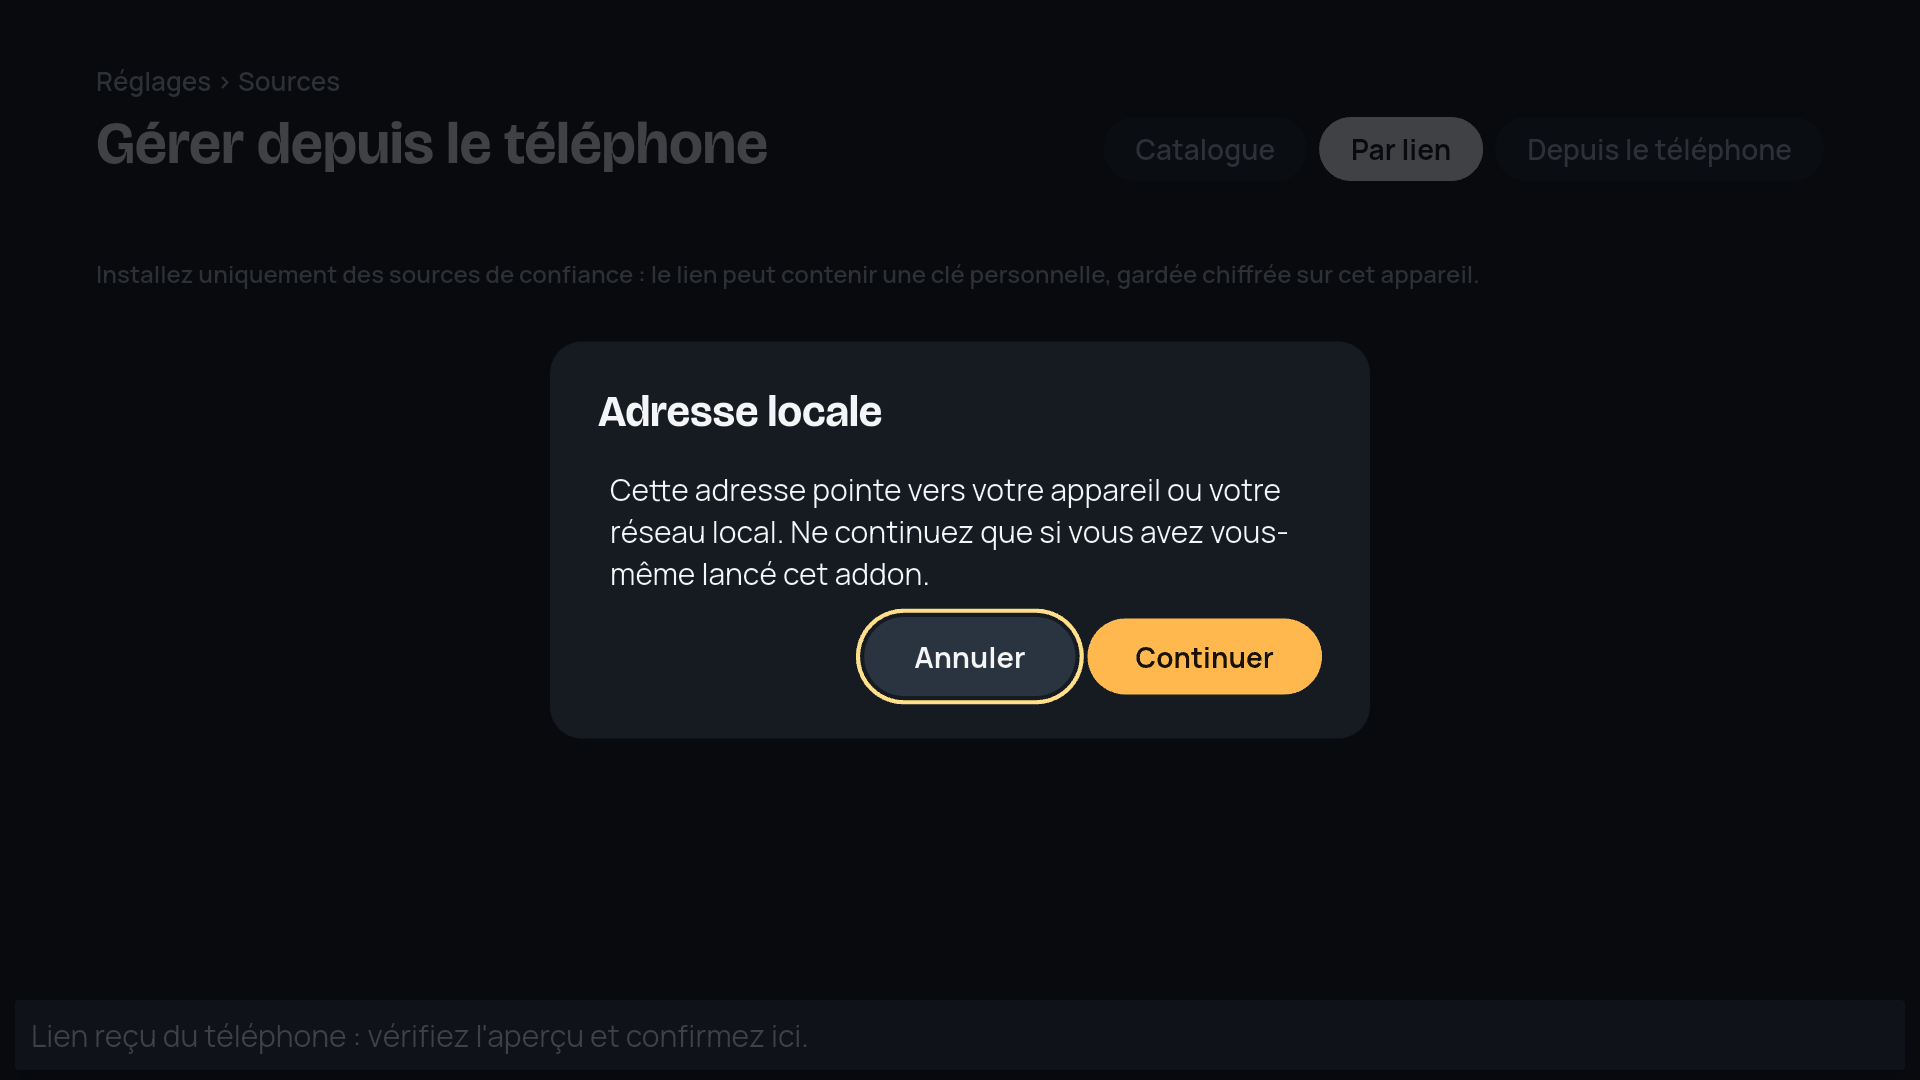 Réglages > Sources
Gérer depuis le téléphone
Catalogue
Par lien
Depuis le téléphone
Installez uniquement des sources de confiance : le lien peut contenir une clé personnelle, gardée chiffrée sur cet appareil.
Adresse locale
Cette adresse pointe vers votre appareil ou votre
réseau local. Ne continuez que si vous avez vous-
même lancé cet addon.
Annuler
Continuer
Lien reçu du téléphone : vérifiez l'aperçu et confirmez ici.